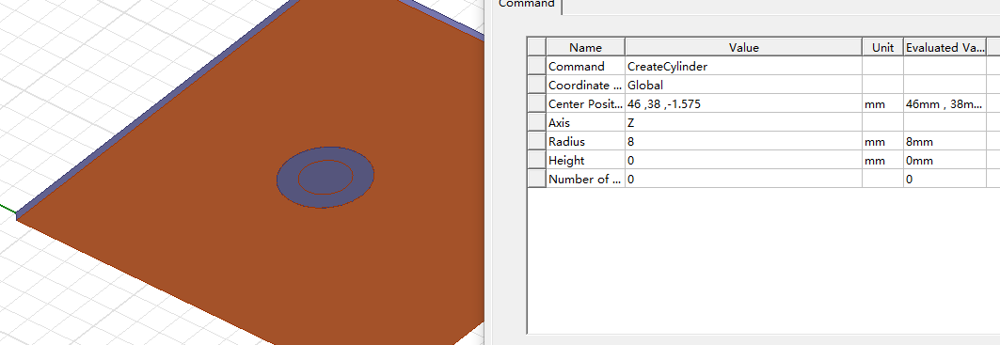 Command
Name Value Unit Evaluated Va...
Command CreateCylinder
Coordinate ... Global
Center Posit... 46 ,38 ,-1.575 mm 46mm , 38m...
Axis Z
Radius 8 mm 8mm
Height 0 mm 0mm
Number of ... 0 0